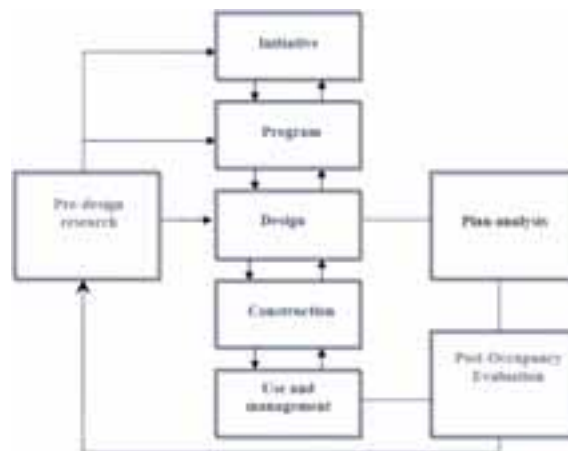 Initiative
Program
Pre-design
research
Design
Plan analysis
Construction
Post-Occupancy
Evaluation
Use and
management